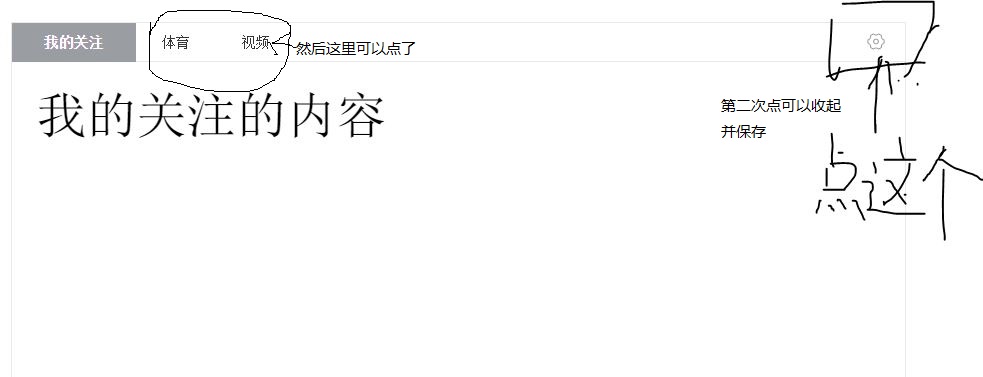 我的关注 体育 视频 然后这里可以点了
我的关注的内容
第二次点可以收起
并保存
点这个